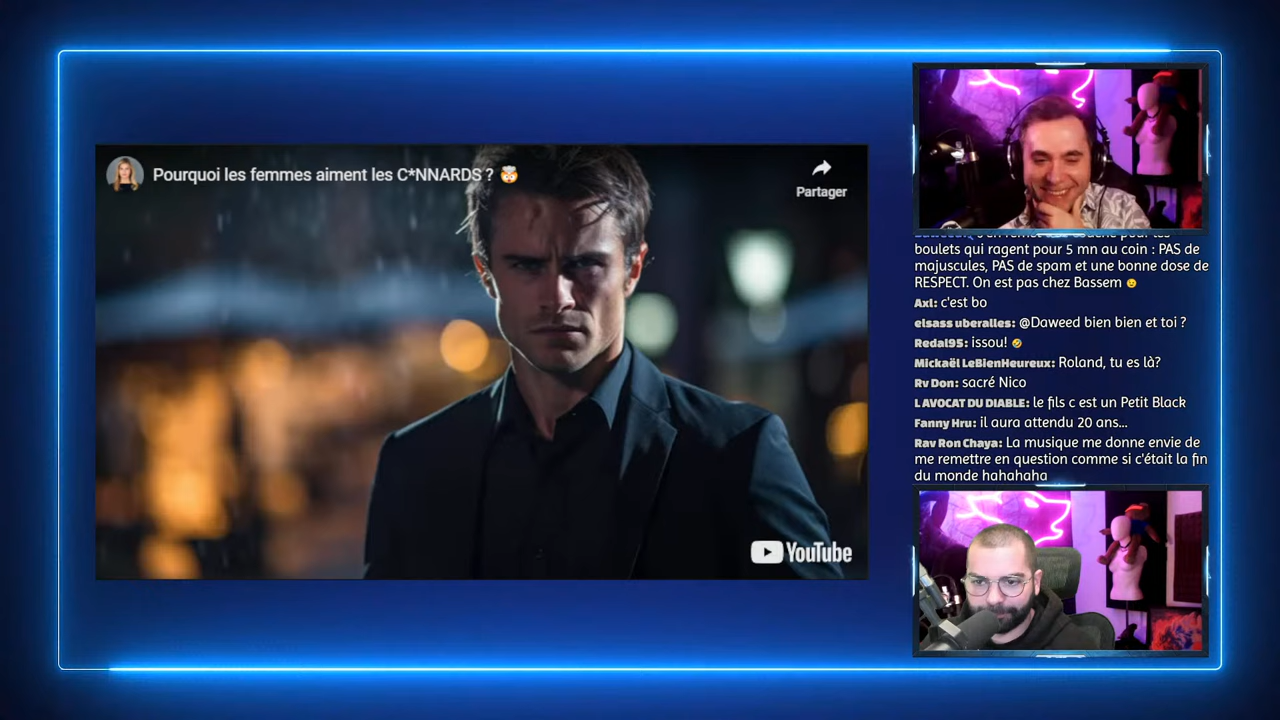 Pourquoi les femmes aiment les C*NNARDS ? 🤯
Partager
YouTube
boulets qui ragent pour 5 mn au coin : PAS de
majuscules, PAS de spam et une bonne dose de
RESPECT. On est pas chez Bassem 😉
Axl: c'est bo
elsass uberalles: @Daweed bien bien et toi ?
Redal95: issou! 🤣
Mickaël LeBienHeureux: Roland, tu es là?
Rv Don: sacré Nico
L AVOCAT DU DIABLE: le fils c est un Petit Black
Fanny Hru: il aura attendu 20 ans...
Rav Ron Chaya: La musique me donne envie de
me remettre en question comme si c'était la fin
du monde hahahaha